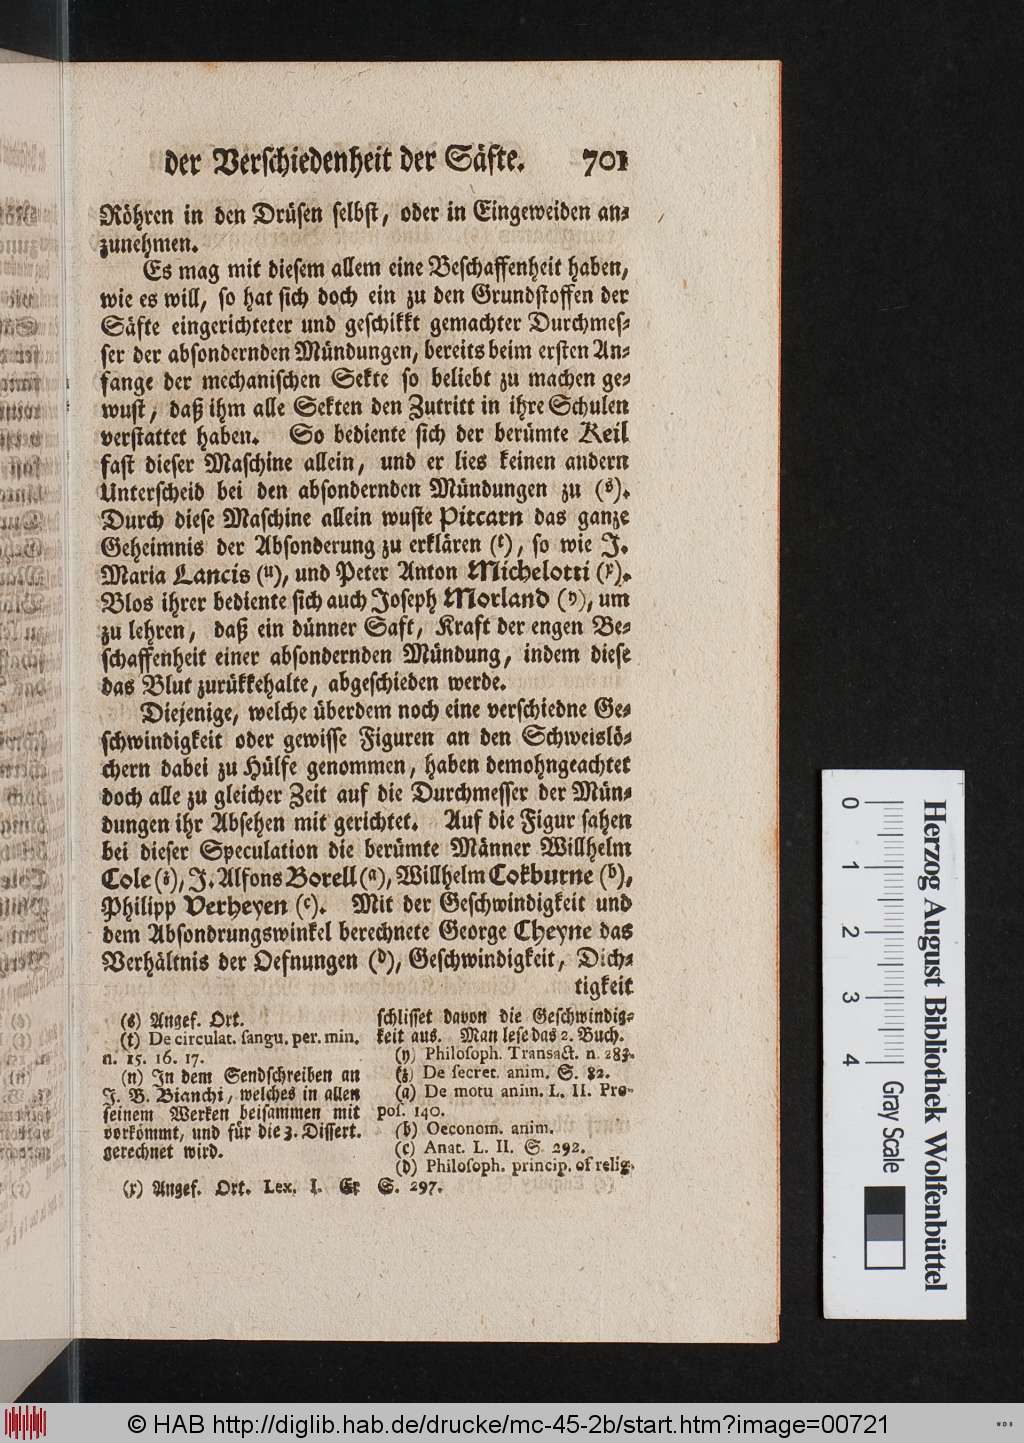 der Verschiedenheit der Säfte. 701
Röhren in den Drüsen selbst, oder in Eingeweiden an-
zunehmen.
Es mag mit diesem allem eine Beschaffenheit haben,
wie es will, so hat sich doch ein zu den Grundstoffen der
Säfte eingerichteter und geschikkt gemachter Durchmes-
ser der absondernden Mündungen, bereits beim ersten An-
fange der mechanischen Sekte so beliebt zu machen ge-
wust, daß ihm alle Sekten den Zutritt in ihre Schulen
verstattet haben. So bediente sich der berümte Keil
fast dieser Maschine allein, und er lies keinen andern
Unterscheid bei den absondernden Mündungen zu (s).
Durch diese Maschine allein wuste Pitcarn das ganze
Geheimnis der Absonderung zu erklären (t), so wie J.
Maria Lancis (u), und Peter Anton Michelotti (x).
Blos ihrer bediente sich auch Joseph Morland (y), um
zu lehren, daß ein dünner Saft, Kraft der engen Be-
schaffenheit einer absondernden Mündung, indem diese
das Blut zurükkehalte, abgeschieden werde.
Diejenige, welche überdem noch eine verschiedne Ge-
schwindigkeit oder gewisse Figuren an den Schweislö-
chern dabei zu Hülfe genommen, haben demohngeachtet
doch alle zu gleicher Zeit auf die Durchmesser der Mün-
dungen ihr Absehen mit gerichtet. Auf die Figur sahen
bei dieser Speculation die berümte Männer Willhelm
Cole (z), J. Alfons Borell (a), Willhelm Cokburne (b),
Philipp Verheyen (c). Mit der Geschwindigkeit und
dem Absondrungswinkel berechnete George Cheyne das
Verhältnis der Oefnungen (d), Geschwindigkeit, Dich-
tigkeit
(s) Angef. Ort.
(t) De circulat. sangu. per. min.
n. 15. 16. 17.
(u) In dem Sendschreiben an
J. B. Bianchi, welches in allen
seinem Werken beisammen mit
vorkömmt, und für die 3. Dissert.
gerechnet wird.
(x) Angef. Ort. Lex. I. Er
schlisset davon die Geschwindig-
keit aus. Man lese das 2. Buch.
(y) Philosoph. Transact. n. 283.
(z) De secret. anim. S. 82.
(a) De motu anim. L. II. Pro-
pos. 140.
(b) Oeconom. anim.
(c) Anat. L. II. S. 292.
(d) Philosoph. princip. of relig.
S. 297.
0 1 2 3 4
Herzog August Bibliothek Wolfenbüttel
Gray Scale
© HAB http://diglib.hab.de/drucke/mc-45-2b/start.htm?image=00721